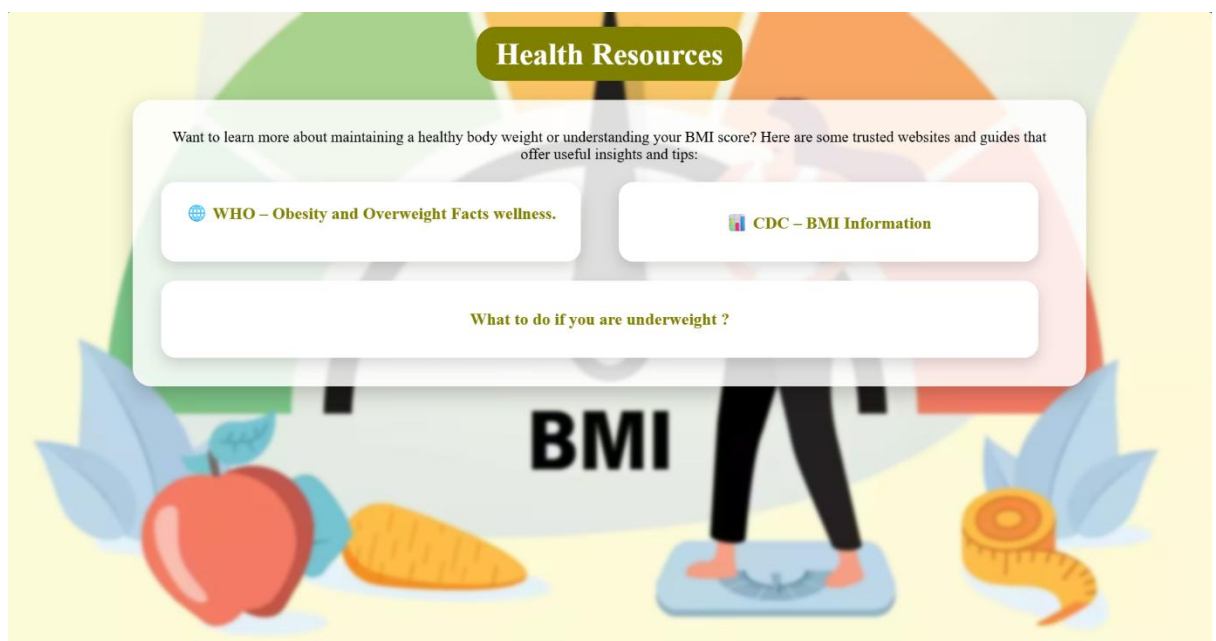 Health Resources
Want to learn more about maintaining a healthy body weight or understanding your BMI score? Here are some trusted websites and guides that
offer useful insights and tips:
🌐 WHO – Obesity and Overweight Facts wellness.
📊 CDC – BMI Information
What to do if you are underweight ?
BMI